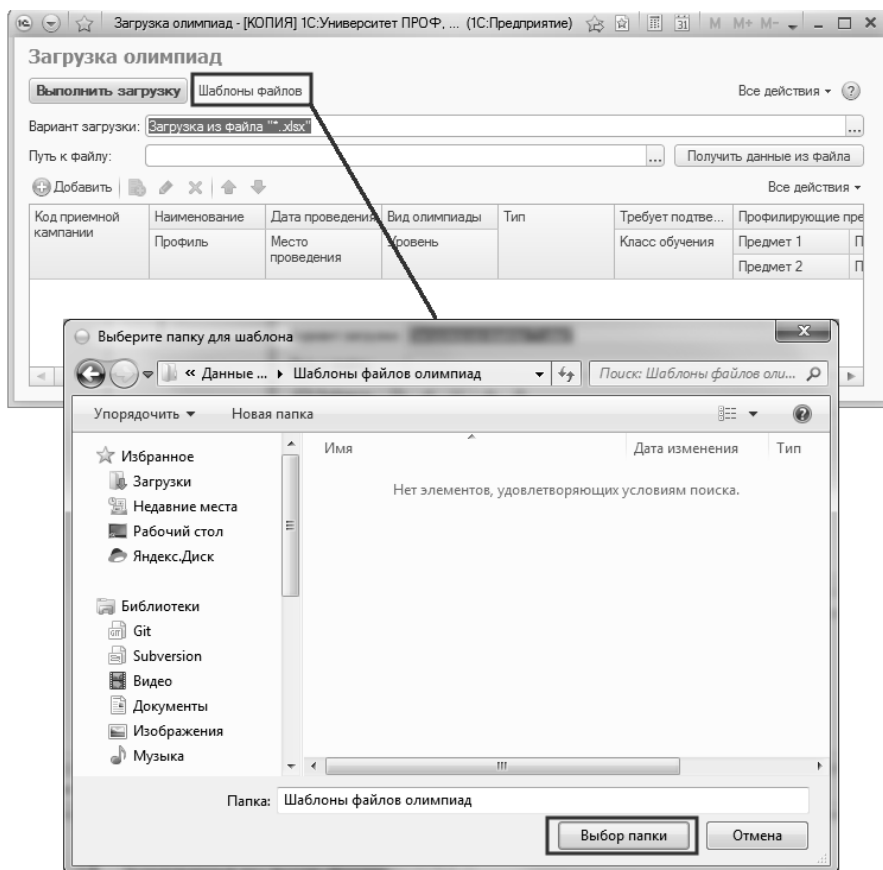 Загрузка олимпиад - [КОПИЯ] 1С:Университет ПРОФ, ... (1С:Предприятие) M M+ M-
Загрузка олимпиад
Выполнить загрузку Шаблоны файлов Все действия
Вариант загрузки: Загрузка из файла "*.xlsx" ...
Путь к файлу: ... Получить данные из файла
Добавить Все действия
Код приемной кампании Наименование Дата проведения Вид олимпиады Тип Требует подтве... Профилирующие пре
Профиль Место проведения Уровень Класс обучения Предмет 1 П
Предмет 2 П
Выберите папку для шаблона
« Данные ... Шаблоны файлов олимпиад Поиск: Шаблоны файлов оли...
Упорядочить Новая папка
Имя Дата изменения Тип
Нет элементов, удовлетворяющих условиям поиска.
Избранное
Загрузки
Недавние места
Рабочий стол
Яндекс.Диск
Библиотеки
Git
Subversion
Видео
Документы
Изображения
Музыка
Папка: Шаблоны файлов олимпиад
Выбор папки Отмена